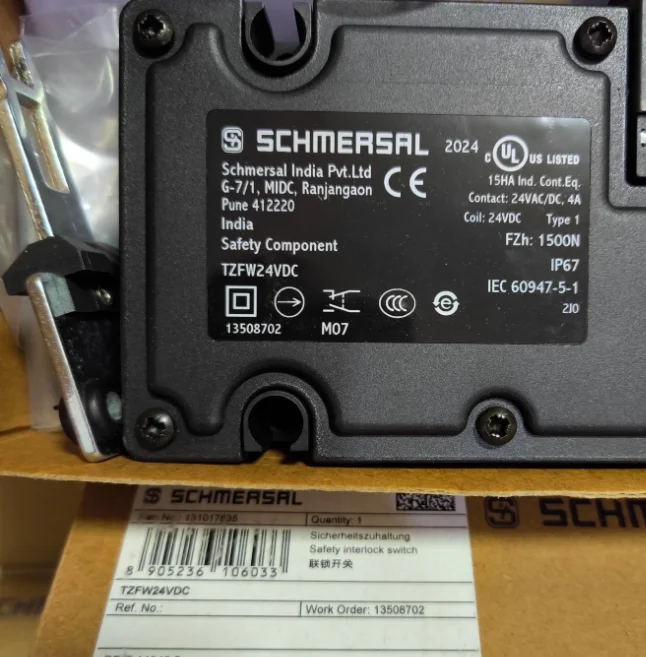 SCHMERSAL 2024
Schmersal India Pvt.Ltd
G-7/1, MIDC, Ranjangaon
Pune 412220
India
Safety Component
TZFW24VDC
CE
c UL US LISTED
15HA Ind. Cont.Eq.
Contact: 24VAC/DC, 4A
Coil: 24VDC Type 1
FZh: 1500N
IP67
IEC 60947-5-1
2J0
CCC
e
13508702 M07
SCHMERSAL
Quantity: 1
Sicherheitszuhaltung
Safety interlock switch
联锁开关
8 905236 106033
TZFW24VDC
Ref. No.: Work Order: 13508702
SCHM